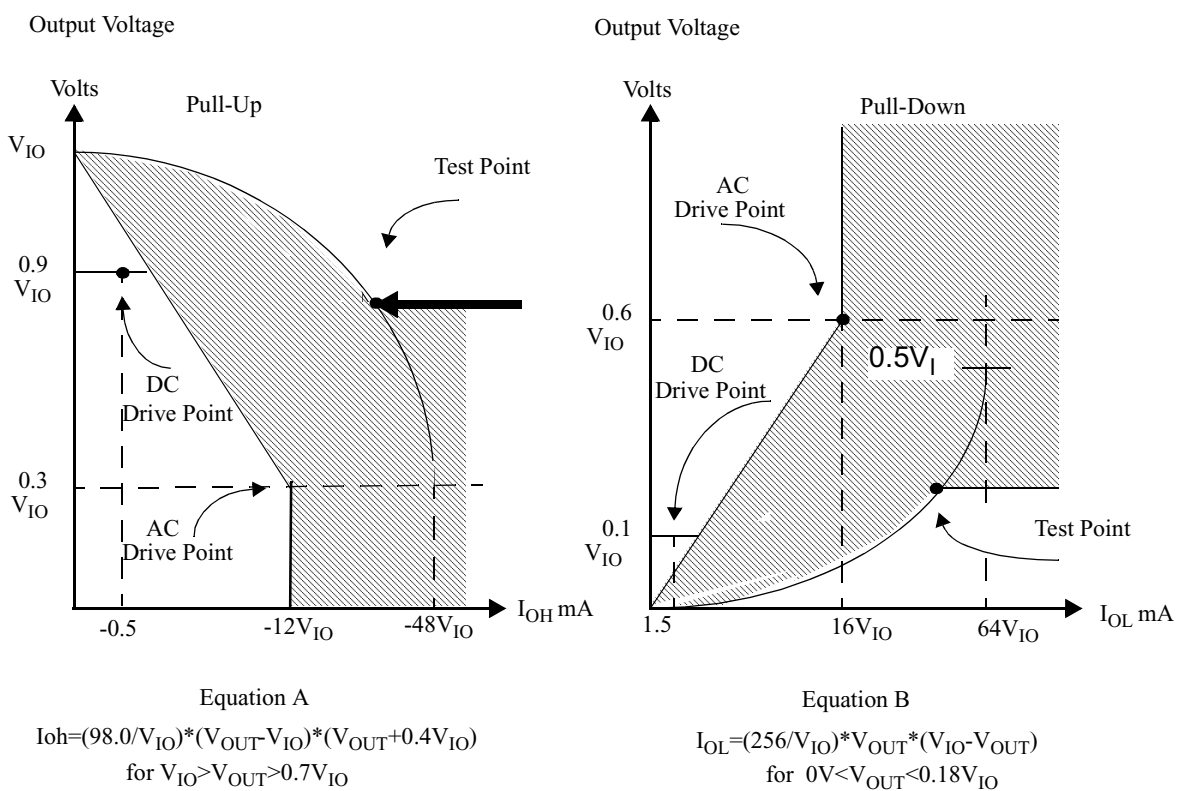 Output Voltage
Volts
Pull-Up
V_IO
Test Point
0.9
V_IO
DC
Drive Point
0.3
V_IO
AC
Drive Point
-0.5
-12V_IO
-48V_IO
I_OH mA
Equation A
Ioh=(98.0/V_IO)*(V_OUT-V_IO)*(V_OUT+0.4V_IO)
for V_IO>V_OUT>0.7V_IO
Output Voltage
Volts
Pull-Down
AC
Drive Point
0.6
V_IO
0.5V_I
DC
Drive Point
0.1
V_IO
Test Point
1.5
16V_IO
64V_IO
I_OL mA
Equation B
I_OL=(256/V_IO)*V_OUT*(V_IO-V_OUT)
for 0V<V_OUT<0.18V_IO